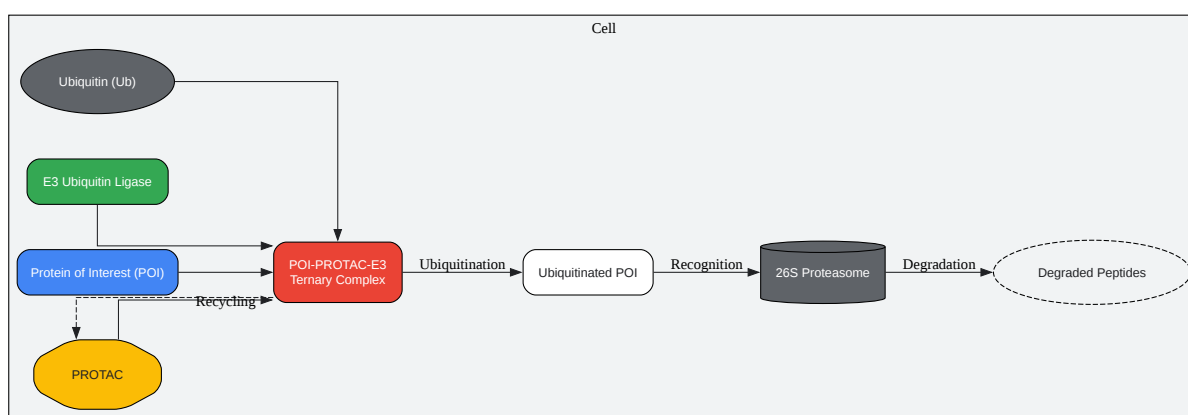 Cell
Ubiquitin (Ub)
E3 Ubiquitin Ligase
Protein of Interest (POI)
POI-PROTAC-E3
Ternary Complex
Ubiquitination
Ubiquitinated POI
Recognition
26S Proteasome
Degradation
Degraded Peptides
Recycling
PROTAC